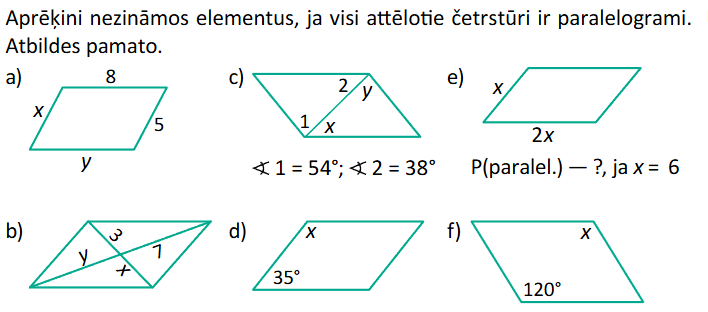 Aprēķini nezināmos elementus, ja visi attēlotie četrstūri ir paralelogrami.
Atbildes pamato.
a) 8 x 5 y
c) 2 y 1 x
∢ 1 = 54°; ∢ 2 = 38°
e) x 2x
P(paralel.) — ?, ja x = 6
b) 3 y 7 x
d) x 35°
f) x 120°